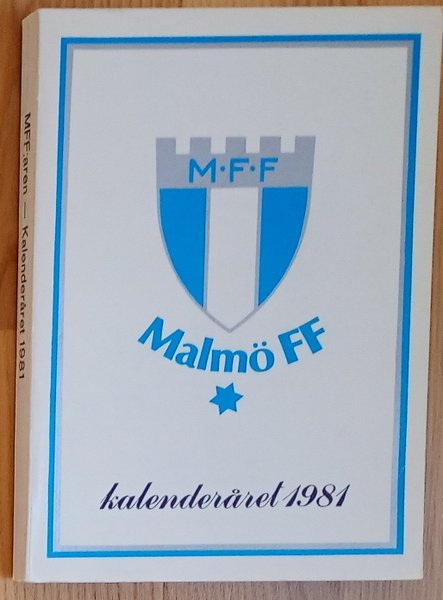 M·F·F
Malmö FF
kalenderåret 1981
MFF:aren — Kalenderåret 1981